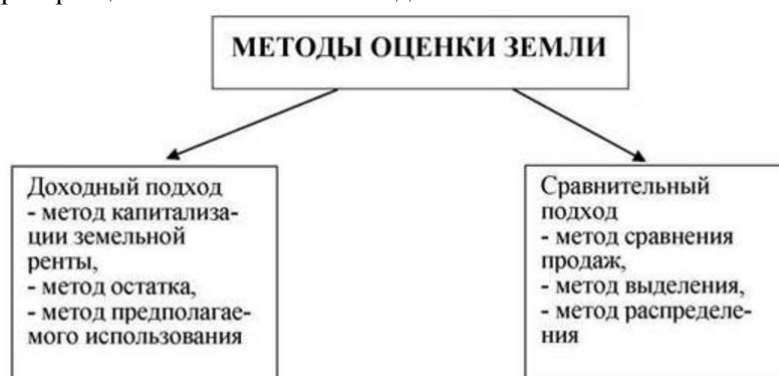 МЕТОДЫ ОЦЕНКИ ЗЕМЛИ
Доходный подход
- метод капитализа-
ции земельной
ренты,
- метод остатка,
- метод предполагае-
мого использования
Сравнительный
подход
- метод сравнения
продаж,
- метод выделения,
- метод распределе-
ния